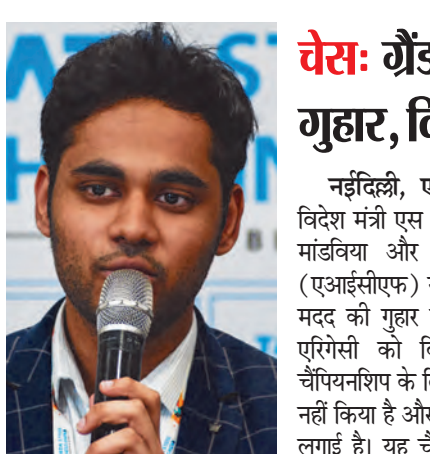 चेसः ग्रैंड
गुहार, वि
नईदिल्ली, ए
विदेश मंत्री एस
मांडविया और
(एआईसीएफ)
मदद की गुहार
एरिगेसी को वि
चैंपियनशिप के लि
नहीं किया है और
लगाई है। यह चै